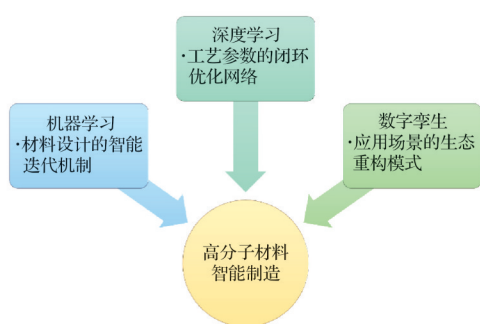 深度学习
·工艺参数的闭环
优化网络
机器学习
·材料设计的智能
迭代机制
数字孪生
·应用场景的生态
重构模式
高分子材料
智能制造